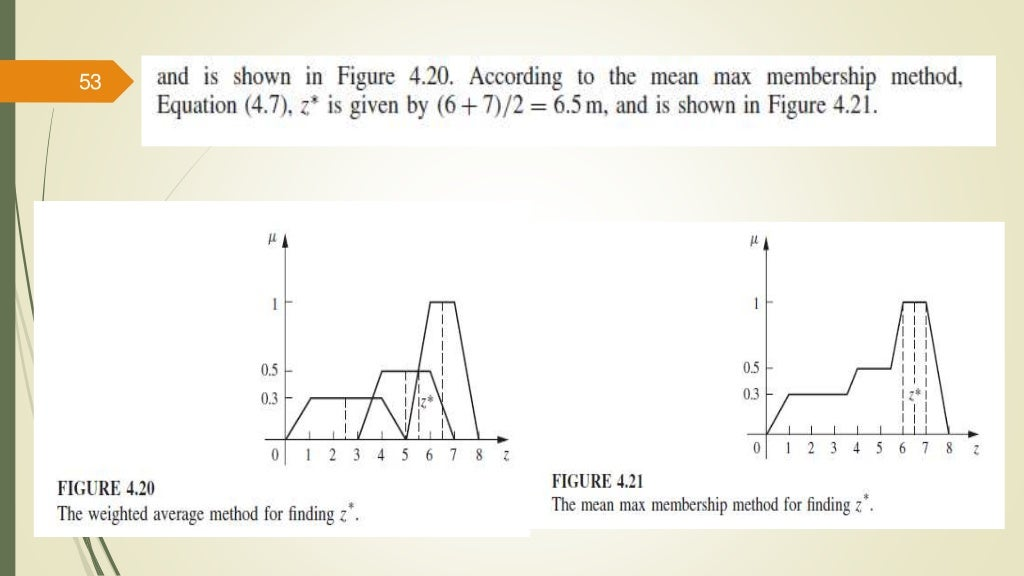 53
and is shown in Figure 4.20. According to the mean max membership method,
Equation (4.7), z* is given by (6 + 7)/2 = 6.5 m, and is shown in Figure 4.21.
μ
1
0.5
0.3
z*
0 1 2 3 4 5 6 7 8 z
FIGURE 4.20
The weighted average method for finding z*.
μ
1
0.5
0.3
z*
0 1 2 3 4 5 6 7 8 z
FIGURE 4.21
The mean max membership method for finding z*.